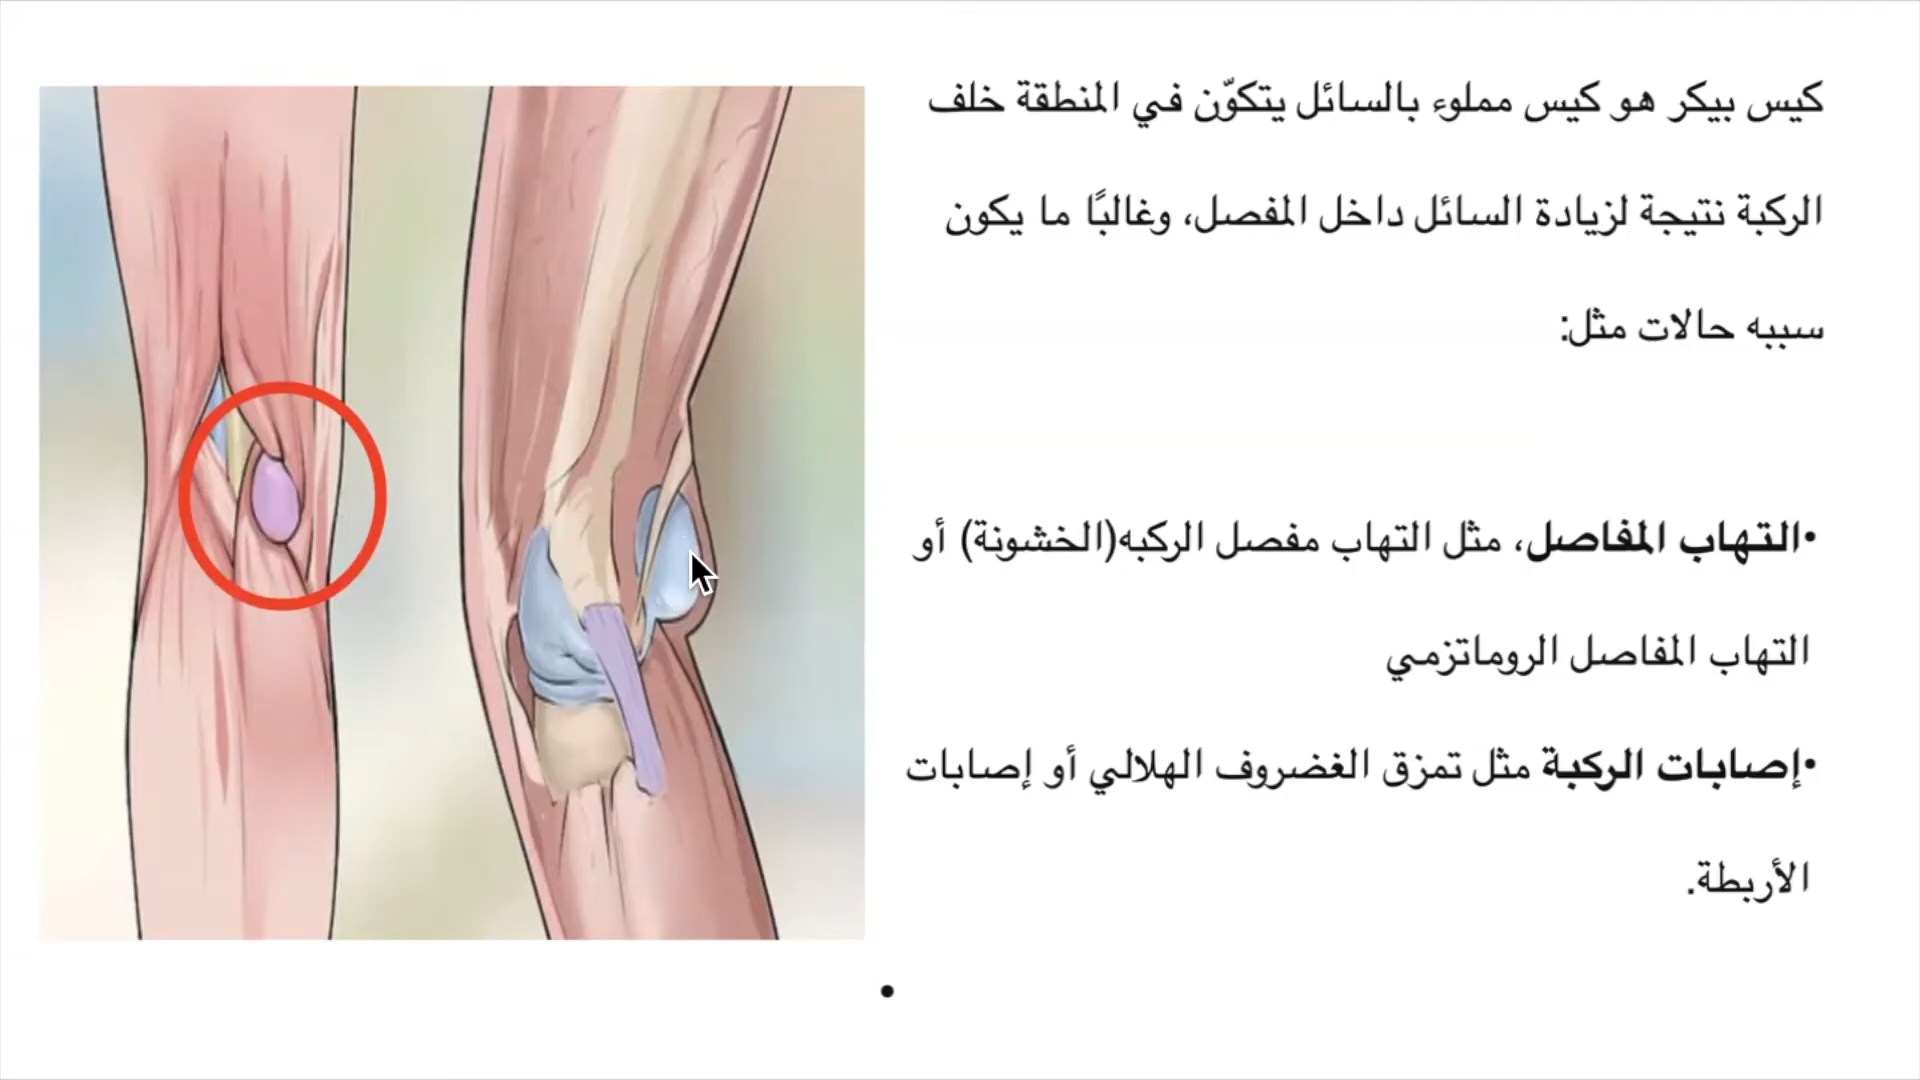 كيس بيكر هو كيس مملوء بالسائل يتكوّن في المنطقة خلف
الركبة نتيجة لزيادة السائل داخل المفصل، وغالبًا ما يكون
سببه حالات مثل:
•التهاب المفاصل، مثل التهاب مفصل الركبه(الخشونة) أو
التهاب المفاصل الروماتزمي
•إصابات الركبة مثل تمزق الغضروف الهلالي أو إصابات
الأربطة.
•